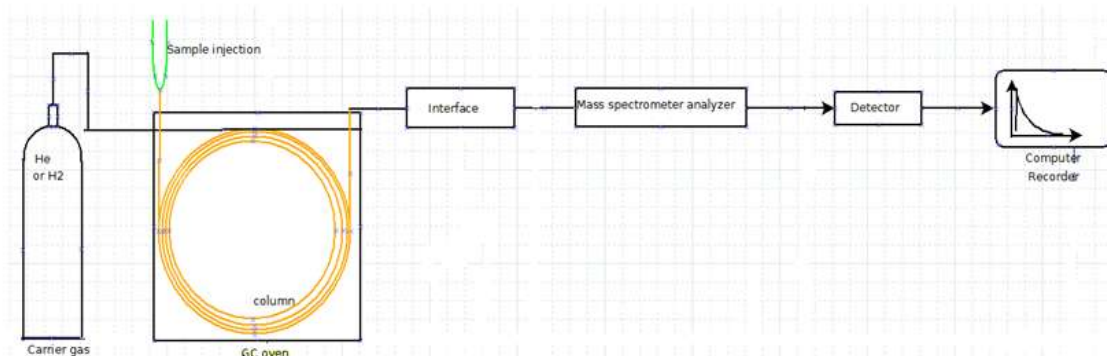 Sample injection
He
or H2
Carrier gas
column
GC oven
Interface
Mass spectrometer analyzer
Detector
Computer
Recorder